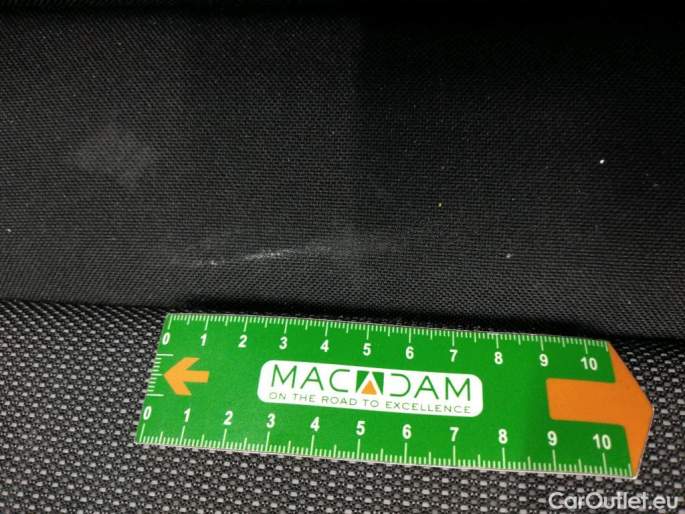 0 1 2 3 4 5 6 7 8 9 10
MACADAM
ON THE ROAD TO EXCELLENCE
0 1 2 3 4 5 6 7 8 9 10
CarOutlet.eu